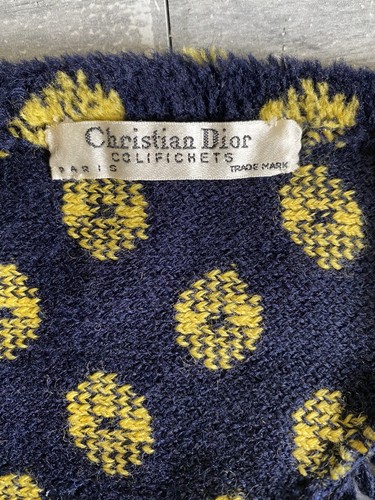 Christian Dior
COLIFICHETS
PARIS TRADE MARK